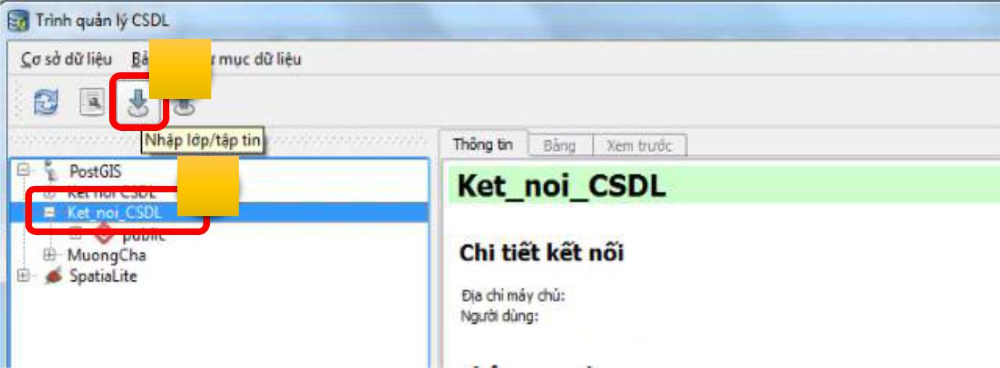 Trình quản lý CSDL
Cơ sở dữ liệu mục dữ liệu
Nhập lớp/tập tin
Thông tin Bảng Xem trước
PostGIS
Ket_noi_CSDL
Ket noi CSDL
Ket_noi_CSDL
public
MuongCha
SpatiaLite
Chi tiết kết nối
Địa chỉ máy chủ:
Người dùng: